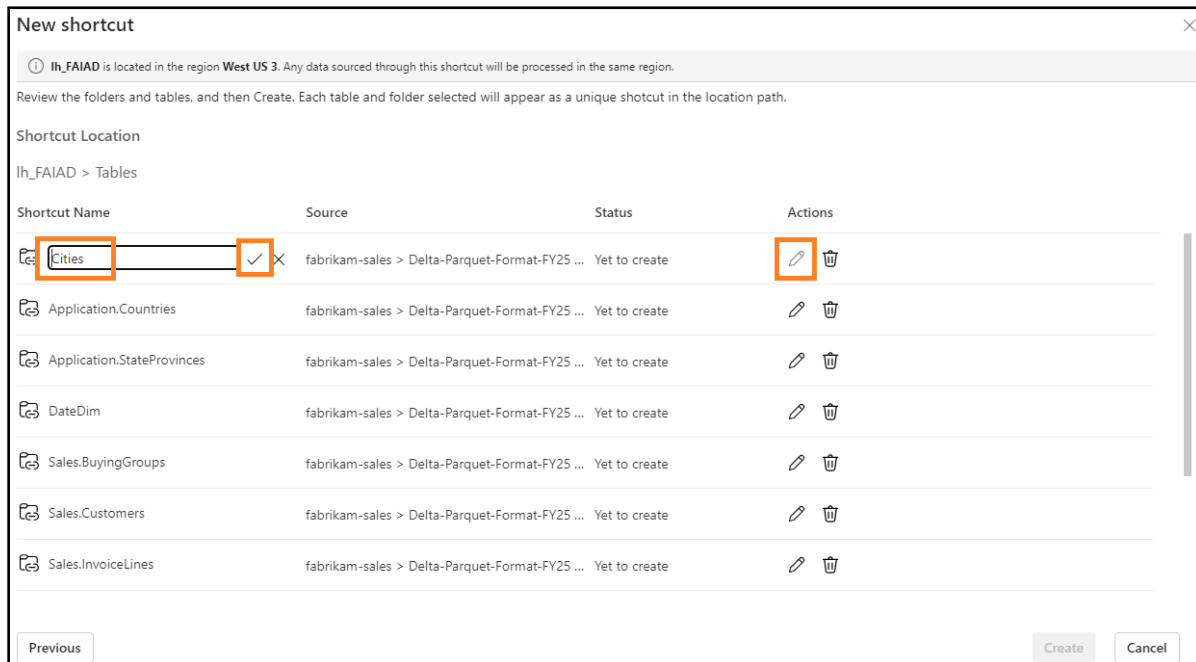 New shortcut
lh_FAIAD is located in the region West US 3. Any data sourced through this shortcut will be processed in the same region.
Review the folders and tables, and then Create. Each table and folder selected will appear as a unique shotcut in the location path.
Shortcut Location
lh_FAIAD > Tables
Shortcut Name Source Status Actions
Cities fabrikam-sales > Delta-Parquet-Format-FY25 ... Yet to create
Application.Countries fabrikam-sales > Delta-Parquet-Format-FY25 ... Yet to create
Application.StateProvinces fabrikam-sales > Delta-Parquet-Format-FY25 ... Yet to create
DateDim fabrikam-sales > Delta-Parquet-Format-FY25 ... Yet to create
Sales.BuyingGroups fabrikam-sales > Delta-Parquet-Format-FY25 ... Yet to create
Sales.Customers fabrikam-sales > Delta-Parquet-Format-FY25 ... Yet to create
Sales.InvoiceLines fabrikam-sales > Delta-Parquet-Format-FY25 ... Yet to create
Previous Create Cancel